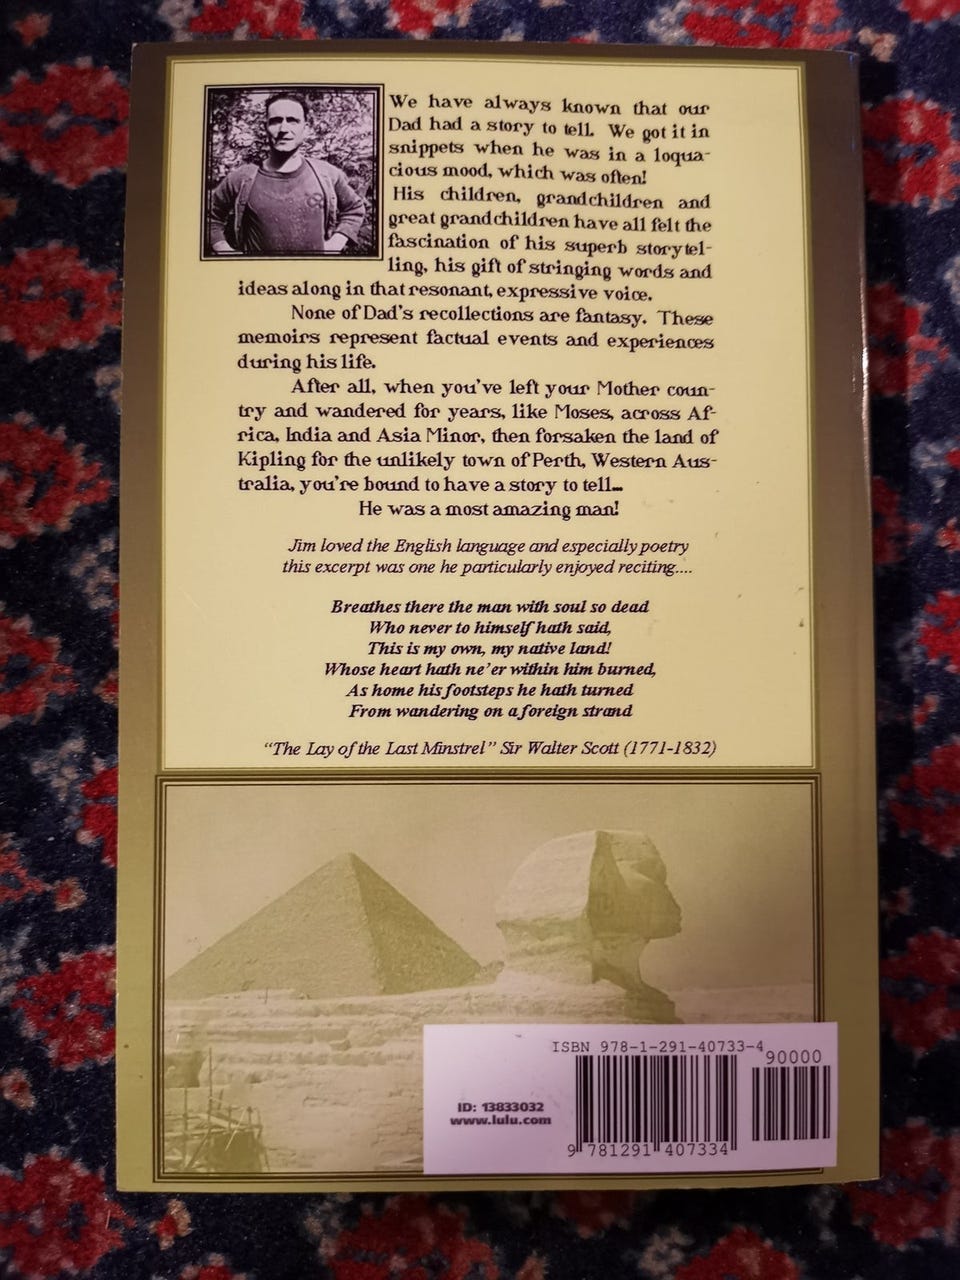 We have always known that our
Dad had a story to tell. We got it in
snippets when he was in a loqua-
cious mood, which was often!
His children, grandchildren and
great grandchildren have all felt the
fascination of his superb storytel-
ling, his gift of stringing words and
ideas along in that resonant, expressive voice.
None of Dad's recollections are fantasy. These
memoirs represent factual events and experiences
during his life.
After all, when you've left your Mother coun-
try and wandered for years, like Moses, across Af-
rica, India and Asia Minor, then forsaken the land of
Kipling for the unlikely town of Perth, Western Aus-
tralia, you're bound to have a story to tell...
He was a most amazing man!
Jim loved the English language and especially poetry
this excerpt was one he particularly enjoyed reciting....
Breathes there the man with soul so dead
Who never to himself hath said,
This is my own, my native land!
Whose heart hath ne'er within him burned,
As home his footsteps he hath turned
From wandering on a foreign strand
"The Lay of the Last Minstrel" Sir Walter Scott (1771-1832)
ISBN 978-1-291-40733-4
90000
ID: 13833032
www.lulu.com
9 781291 407334